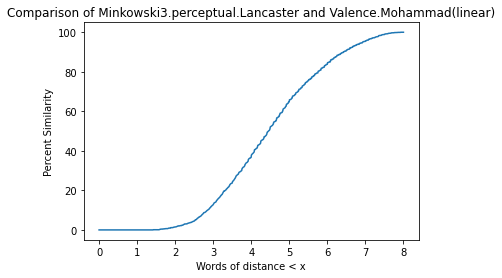 Comparison of Minkowski3.perceptual.Lancaster and Valence.Mohammad(linear)
100
80
60
40
20
0
Percent Similarity
0 1 2 3 4 5 6 7 8
Words of distance < x